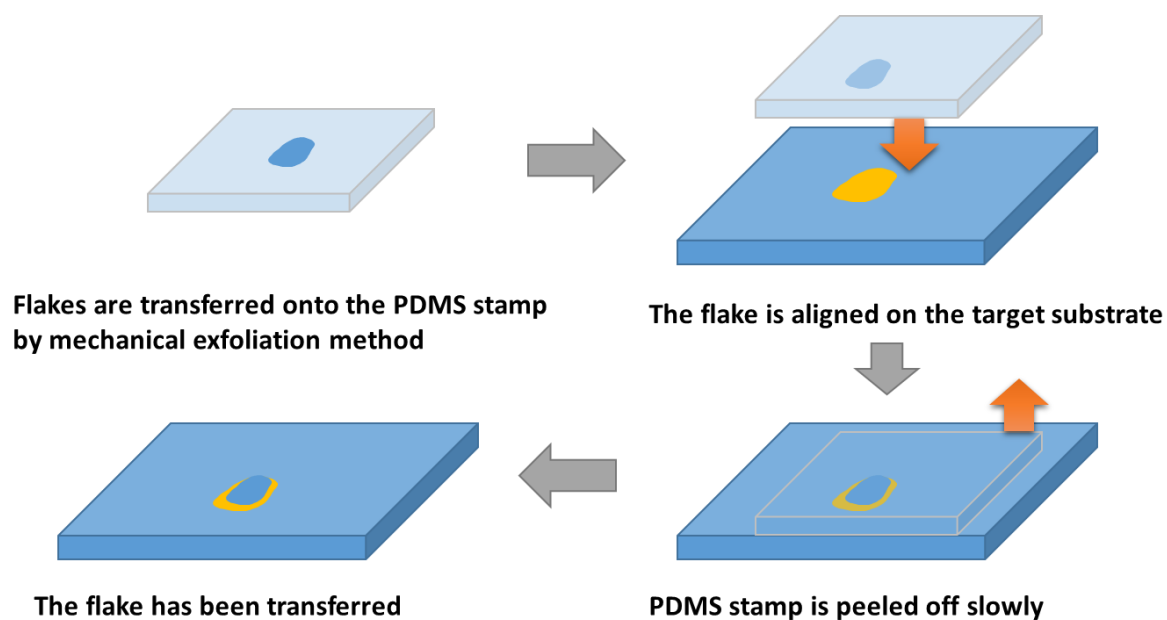 Flakes are transferred onto the PDMS stamp
by mechanical exfoliation method
The flake is aligned on the target substrate
PDMS stamp is peeled off slowly
The flake has been transferred